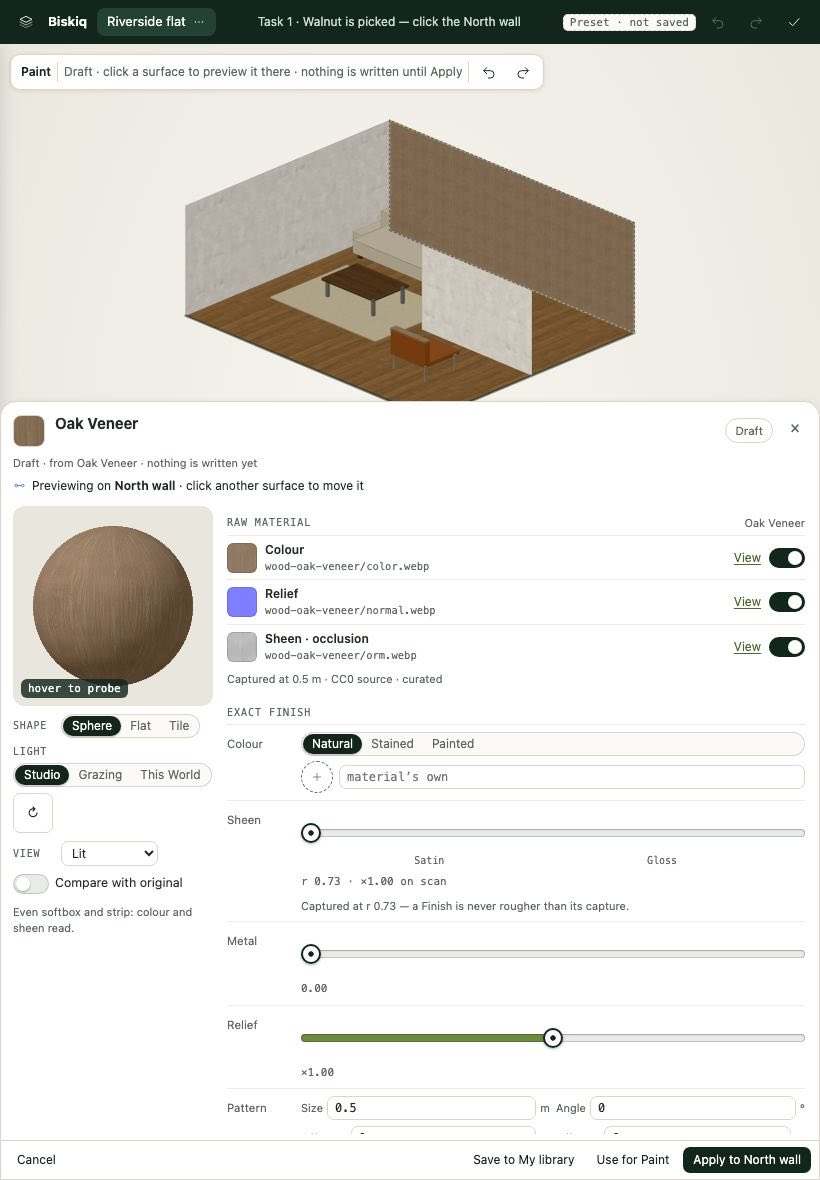 Biskiq
Riverside flat ···
Task 1 · Walnut is picked — click the North wall
Preset · not saved
Paint
Draft · click a surface to preview it there · nothing is written until Apply
Oak Veneer
Draft
Draft · from Oak Veneer · nothing is written yet
Previewing on North wall · click another surface to move it
hover to probe
SHAPE Sphere Flat Tile
LIGHT
Studio Grazing This World
VIEW Lit
Compare with original
Even softbox and strip: colour and
sheen read.
RAW MATERIAL Oak Veneer
Colour
wood-oak-veneer/color.webp
View
Relief
wood-oak-veneer/normal.webp
View
Sheen · occlusion
wood-oak-veneer/orm.webp
View
Captured at 0.5 m · CC0 source · curated
EXACT FINISH
Colour Natural Stained Painted
+ material's own
Sheen
Satin Gloss
r 0.73 · ×1.00 on scan
Captured at r 0.73 — a Finish is never rougher than its capture.
Metal
0.00
Relief
×1.00
Pattern Size 0.5 m Angle 0 °
Cancel Save to My library Use for Paint Apply to North wall